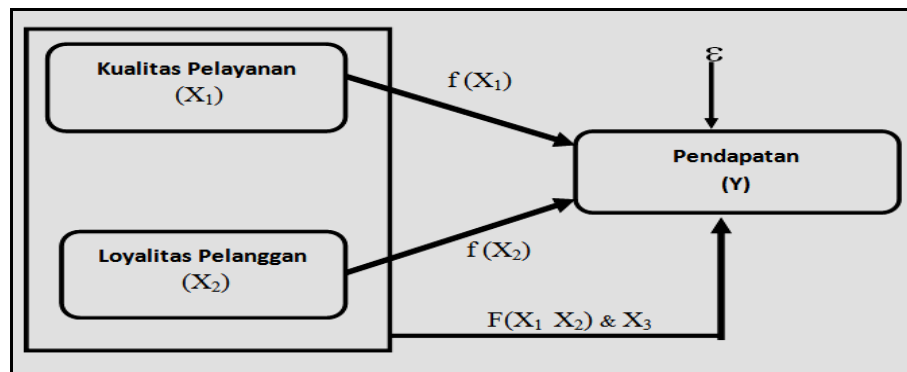 Kualitas Pelayanan
(X₁)
f (X₁)
ε
Pendapatan
(Y)
Loyalitas Pelanggan
(X₂)
f (X₂)
F(X₁ X₂) & X₃